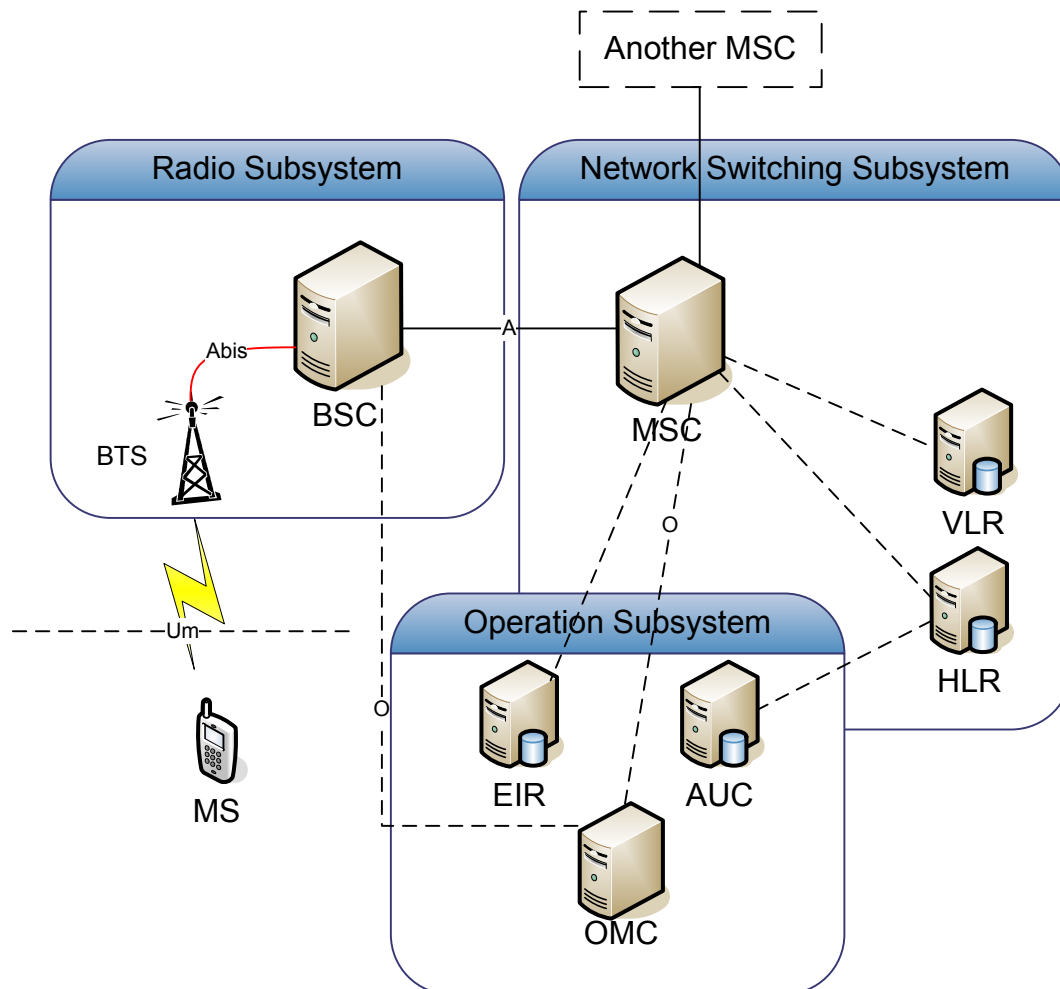 Another MSC
Radio Subsystem
Network Switching Subsystem
A
Abis
BSC
MSC
BTS
VLR
O
Um
Operation Subsystem
HLR
O
EIR
AUC
MS
OMC